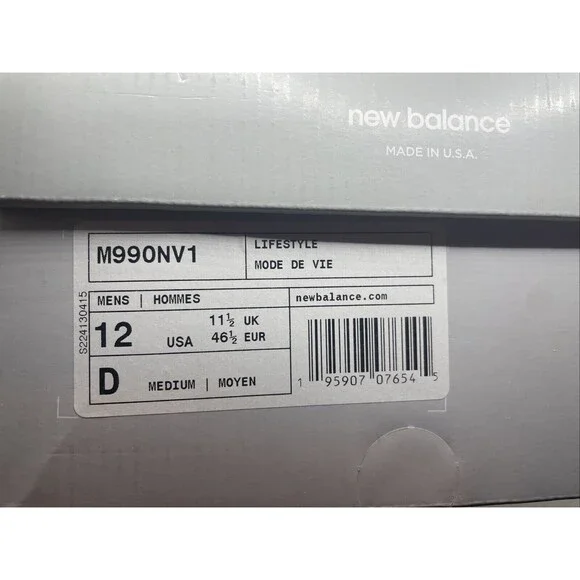 new balance
MADE IN U.S.A.
M990NV1
LIFESTYLE
MODE DE VIE
S224130415
MENS | HOMMES
newbalance.com
12 USA
11½ UK
46½ EUR
D MEDIUM | MOYEN
1 95907 07654 5